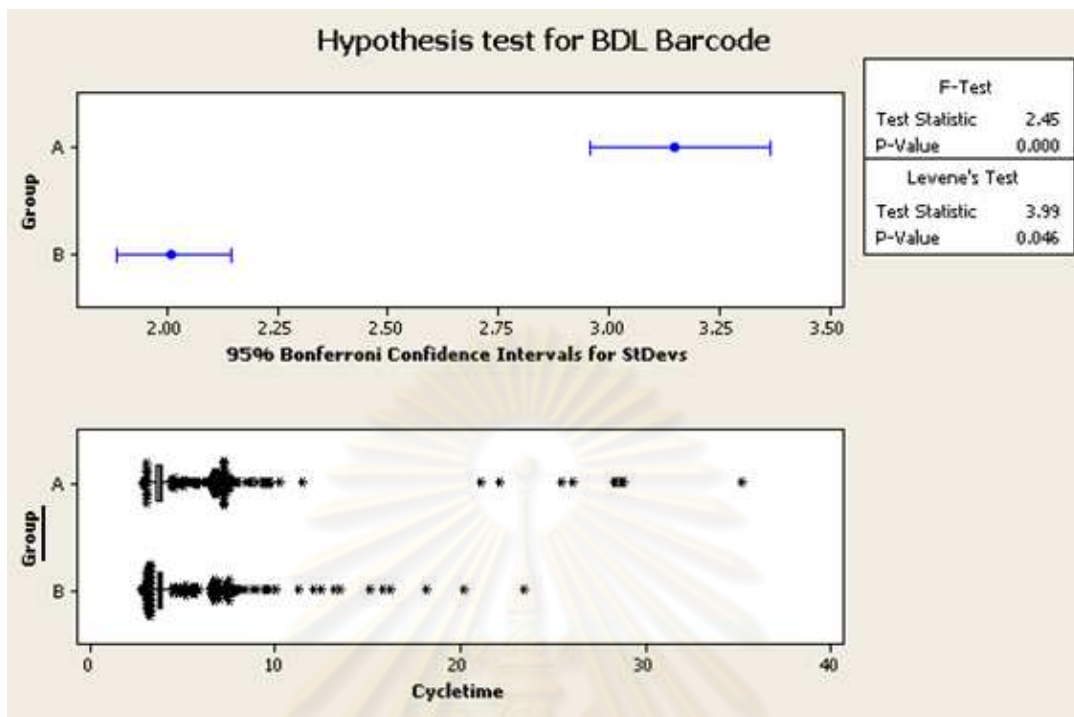 Hypothesis test for BDL Barcode
F-Test
Test Statistic 2.45
P-Value 0.000
Levene's Test
Test Statistic 3.99
P-Value 0.046
Group
A
B
2.00 2.25 2.50 2.75 3.00 3.25 3.50
95% Bonferroni Confidence Intervals for StDevs
Group
A
B
0 10 20 30 40
Cycletime